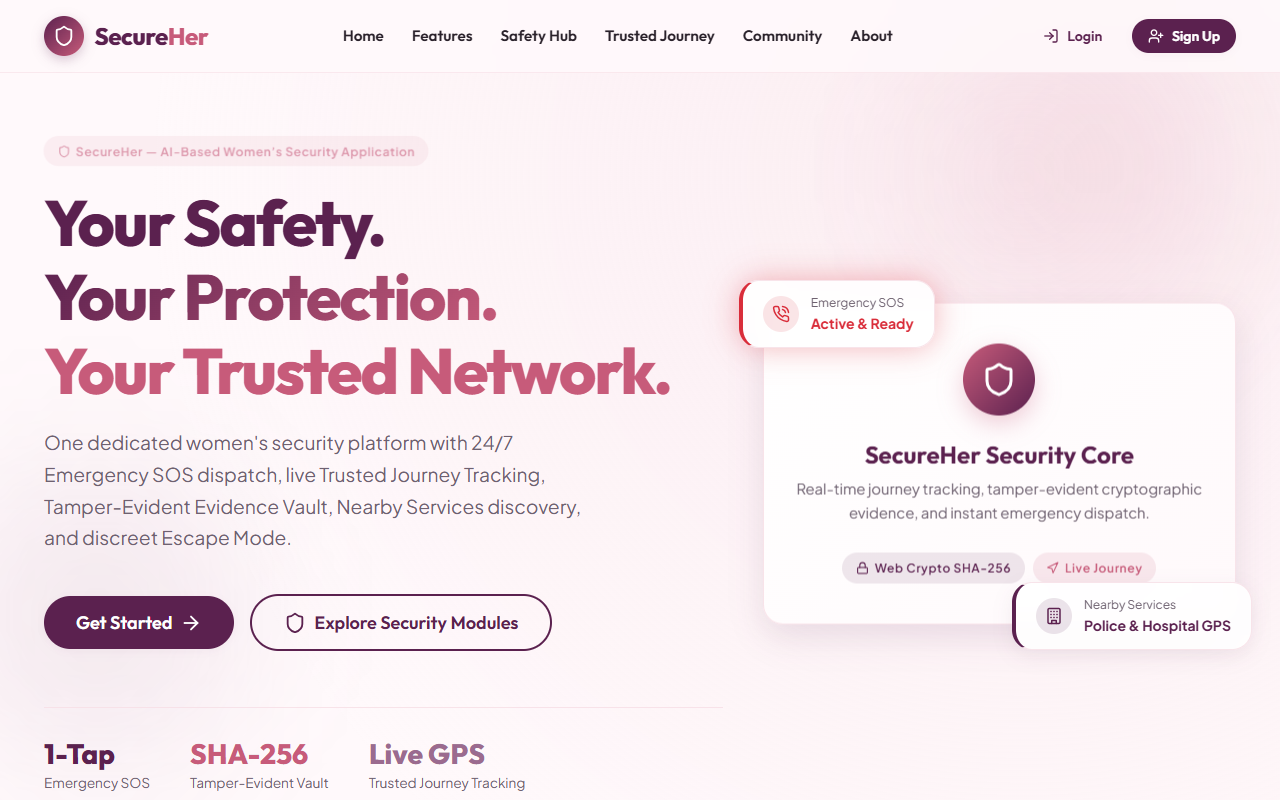 SecureHer
Home
Features
Safety Hub
Trusted Journey
Community
About
Login
Sign Up
SecureHer — AI-Based Women's Security Application
Your Safety.
Your Protection.
Your Trusted Network.
One dedicated women's security platform with 24/7
Emergency SOS dispatch, live Trusted Journey Tracking,
Tamper-Evident Evidence Vault, Nearby Services discovery,
and discreet Escape Mode.
Get Started
Explore Security Modules
1-Tap
Emergency SOS
SHA-256
Tamper-Evident Vault
Live GPS
Trusted Journey Tracking
Emergency SOS
Active & Ready
SecureHer Security Core
Real-time journey tracking, tamper-evident cryptographic
evidence, and instant emergency dispatch.
Web Crypto SHA-256
Live Journey
Nearby Services
Police & Hospital GPS